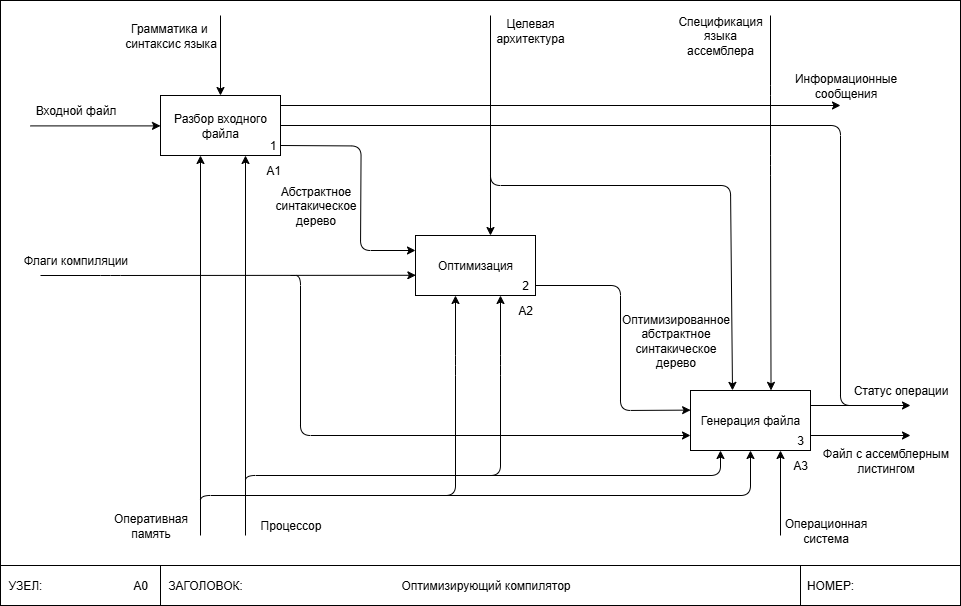 Грамматика и
синтаксис языка
Целевая
архитектура
Спецификация
языка
ассемблера
Информационные
сообщения
Входной файл
Разбор входного
файла
1
A1
Абстрактное
синтакическое
дерево
Флаги компиляции
Оптимизация
2
A2
Оптимизированное
абстрактное
синтакическое
дерево
Статус операции
Генерация файла
3
A3
Файл с ассемблерным
листингом
Оперативная
память
Процессор
Операционная
система
УЗЕЛ:
A0
ЗАГОЛОВОК:
Оптимизирующий компилятор
НОМЕР: